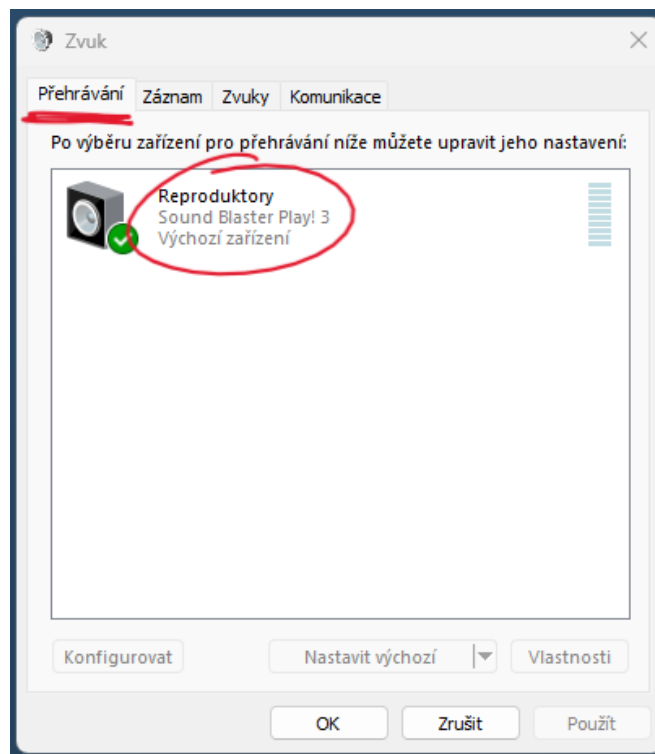 Zvuk
Přehrávání Záznam Zvuky Komunikace
Po výběru zařízení pro přehrávání níže můžete upravit jeho nastavení:
Reproduktory
Sound Blaster Play! 3
Výchozí zařízení
Konfigurovat Nastavit výchozí Vlastnosti
OK Zrušit Použít